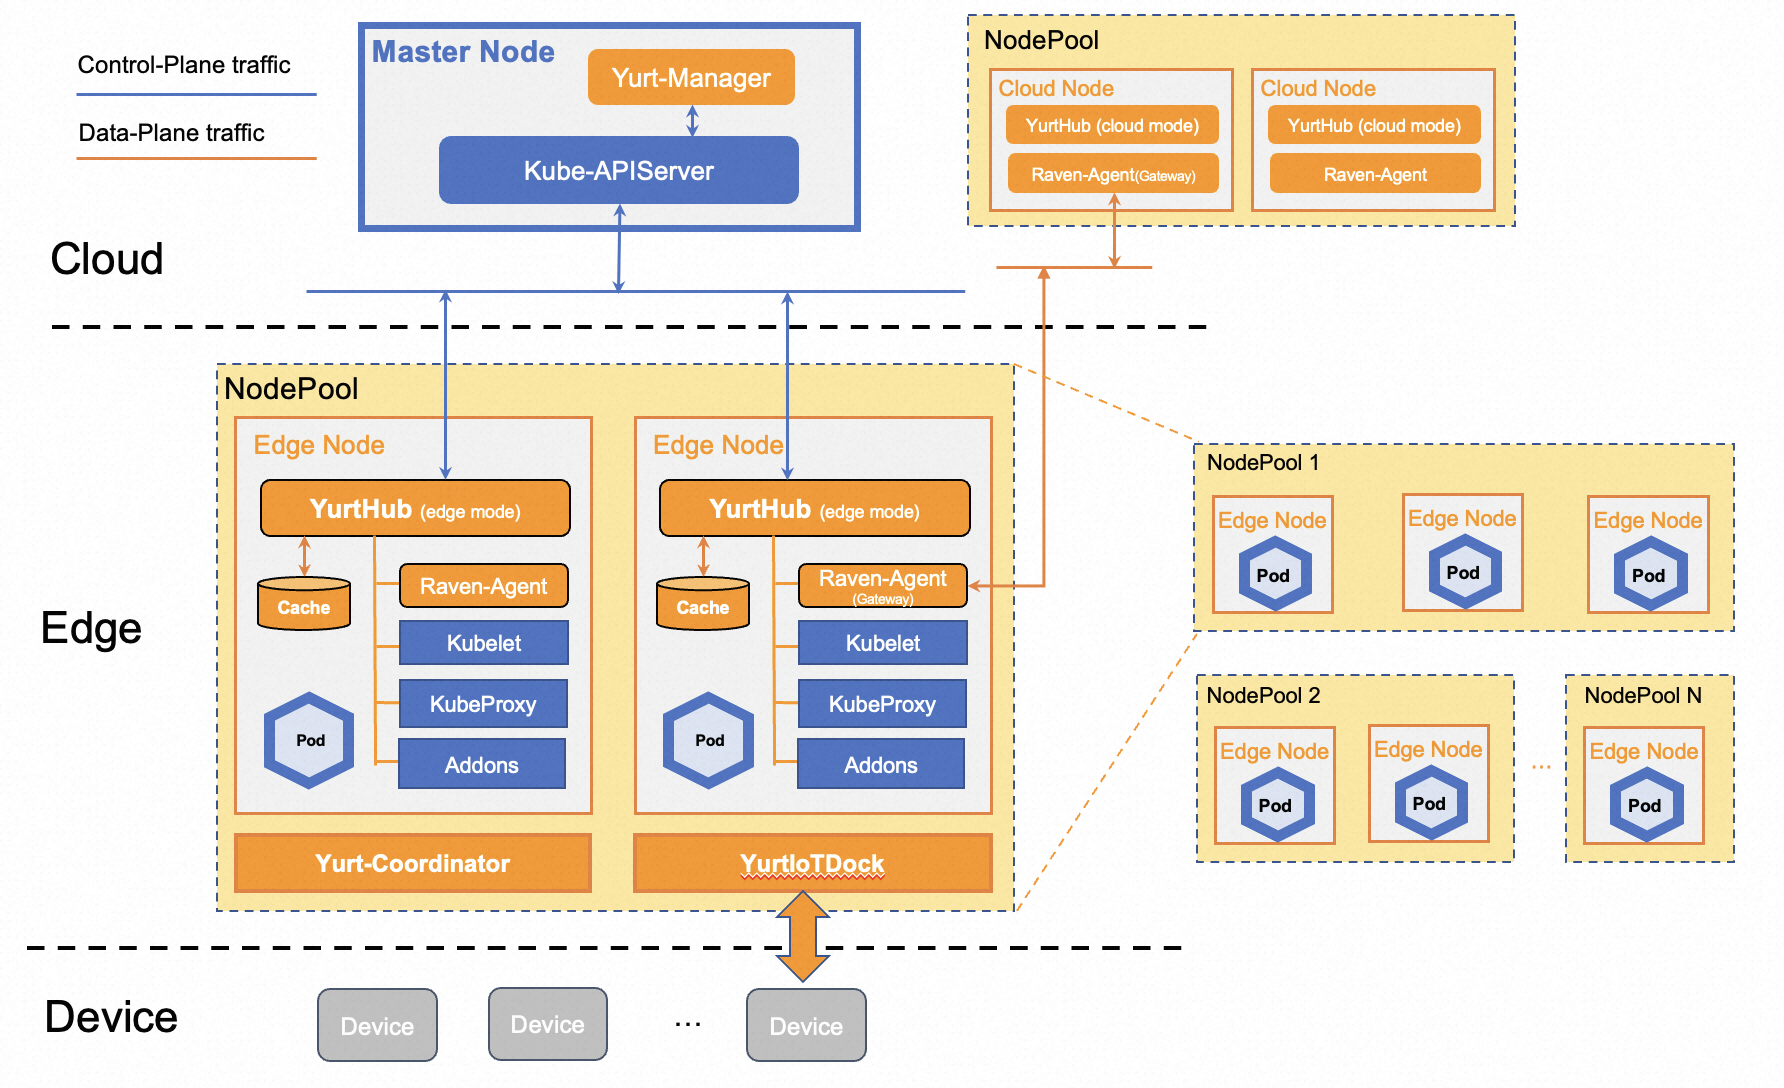 Control-Plane traffic
Data-Plane traffic
Master Node
Yurt-Manager
Kube-APIServer
NodePool
Cloud Node
YurtHub (cloud mode)
Raven-Agent(Gateway)
Cloud Node
YurtHub (cloud mode)
Raven-Agent
Cloud
NodePool
Edge Node
YurtHub (edge mode)
Cache
Raven-Agent
Kubelet
KubeProxy
Addons
Pod
Edge Node
YurtHub (edge mode)
Cache
Raven-Agent
(Gateway)
Kubelet
KubeProxy
Addons
Pod
Yurt-Coordinator
YurtIoTDock
Edge
NodePool 1
Edge Node
Pod
Edge Node
Pod
Edge Node
Pod
NodePool 2
Edge Node
Pod
Edge Node
Pod
...
NodePool N
Edge Node
Pod
Device
Device
Device
...
Device